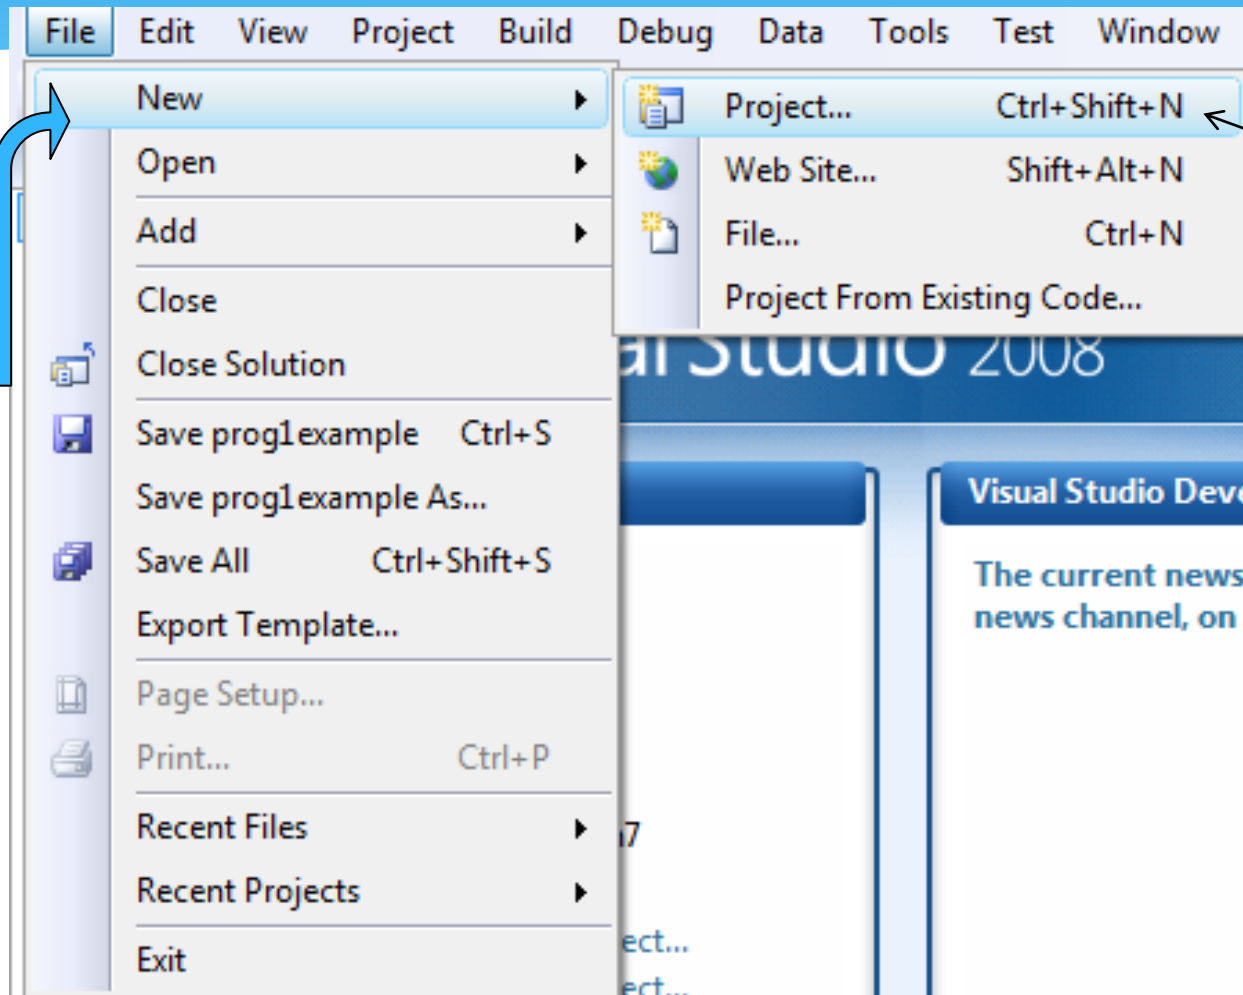 File Edit View Project Build Debug Data Tools Test Window
New
Open
Add
Close
Close Solution
Save prog1example Ctrl+S
Save prog1example As...
Save All Ctrl+Shift+S
Export Template...
Page Setup...
Print... Ctrl+P
Recent Files
Recent Projects
Exit
Project... Ctrl+Shift+N
Web Site... Shift+Alt+N
File... Ctrl+N
Project From Existing Code...
Studio 2008
Visual Studio
The current news
news channel, on